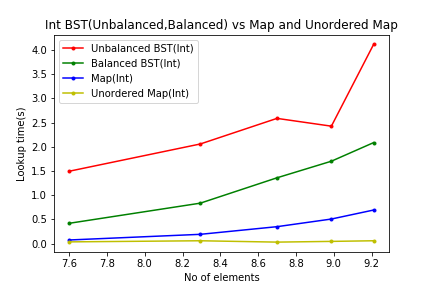 Int BST(Unbalanced,Balanced) vs Map and Unordered Map
Unbalanced BST(Int)
Balanced BST(Int)
Map(Int)
Unordered Map(Int)
Lookup time(s)
4.0
3.5
3.0
2.5
2.0
1.5
1.0
0.5
0.0
7.6 7.8 8.0 8.2 8.4 8.6 8.8 9.0 9.2
No of elements